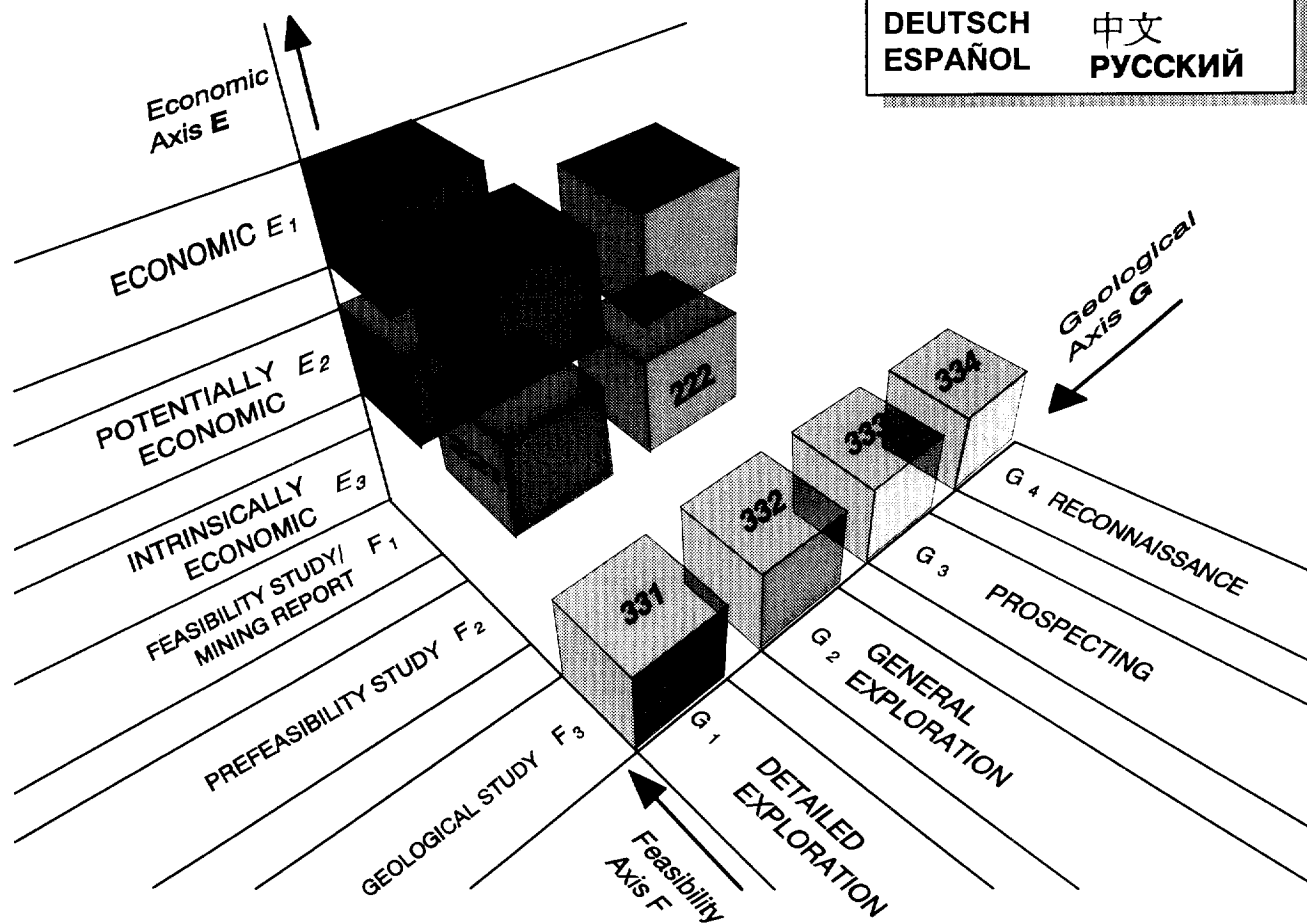 DEUTSCH
ESPAÑOL
中文
РУССКИЙ
Economic
Axis E
ECONOMIC E1
POTENTIALLY E2
ECONOMIC
INTRINSICALLY E3
ECONOMIC
FEASIBILITY STUDY/ F1
MINING REPORT
PREFEASIBILITY STUDY F2
GEOLOGICAL STUDY F3
Feasibility
Axis F
G1 DETAILED
EXPLORATION
G2 GENERAL
EXPLORATION
G3 PROSPECTING
G4 RECONNAISSANCE
Geological
Axis G
222
331
332
333
334